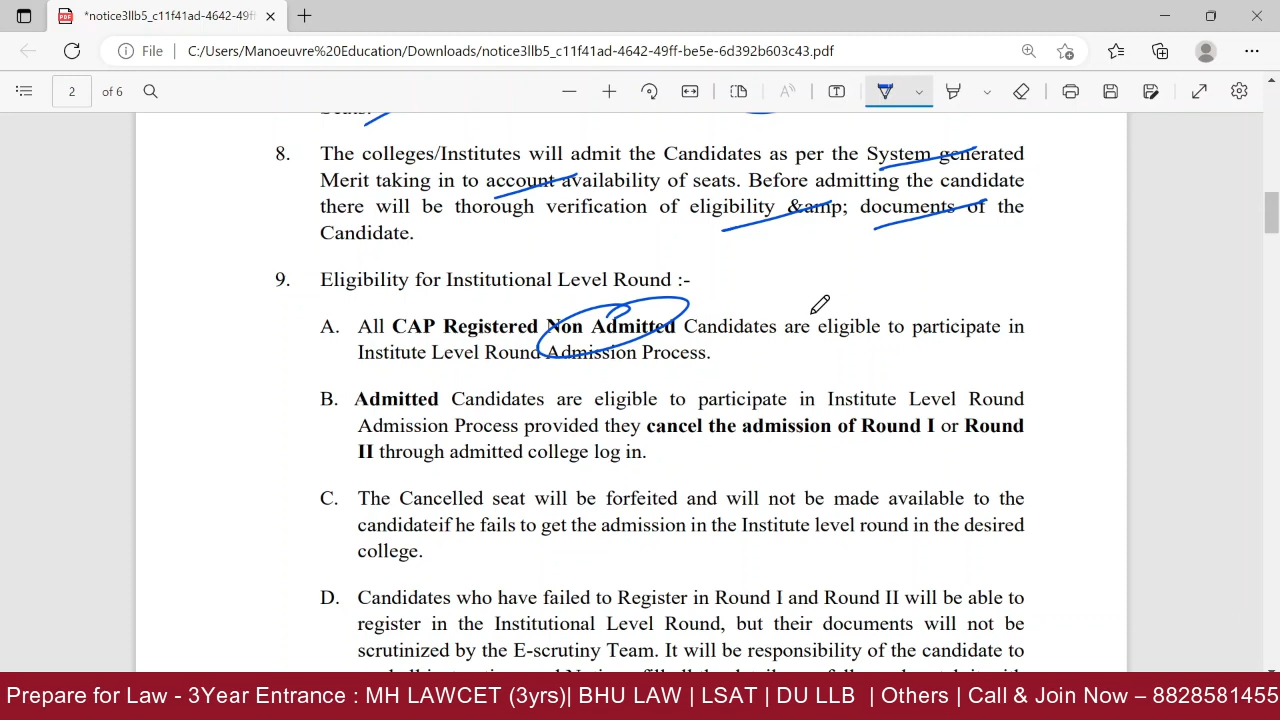 *notice3llb5_c11f41ad-4642-49ff
File
C:/Users/Manoeuvre%20Education/Downloads/notice3llb5_c11f41ad-4642-49ff-be5e-6d392b603c43.pdf
2 of 6
8. The colleges/Institutes will admit the Candidates as per the System generated
Merit taking in to account availability of seats. Before admitting the candidate
there will be thorough verification of eligibility &amp; documents of the
Candidate.
9. Eligibility for Institutional Level Round :-
A. All CAP Registered Non Admitted Candidates are eligible to participate in
Institute Level Round Admission Process.
B. Admitted Candidates are eligible to participate in Institute Level Round
Admission Process provided they cancel the admission of Round I or Round
II through admitted college log in.
C. The Cancelled seat will be forfeited and will not be made available to the
candidateif he fails to get the admission in the Institute level round in the desired
college.
D. Candidates who have failed to Register in Round I and Round II will be able to
register in the Institutional Level Round, but their documents will not be
scrutinized by the E-scrutiny Team. It will be responsibility of the candidate to
Prepare for Law - 3Year Entrance : MH LAWCET (3yrs)| BHU LAW | LSAT | DU LLB | Others | Call & Join Now – 8828581455